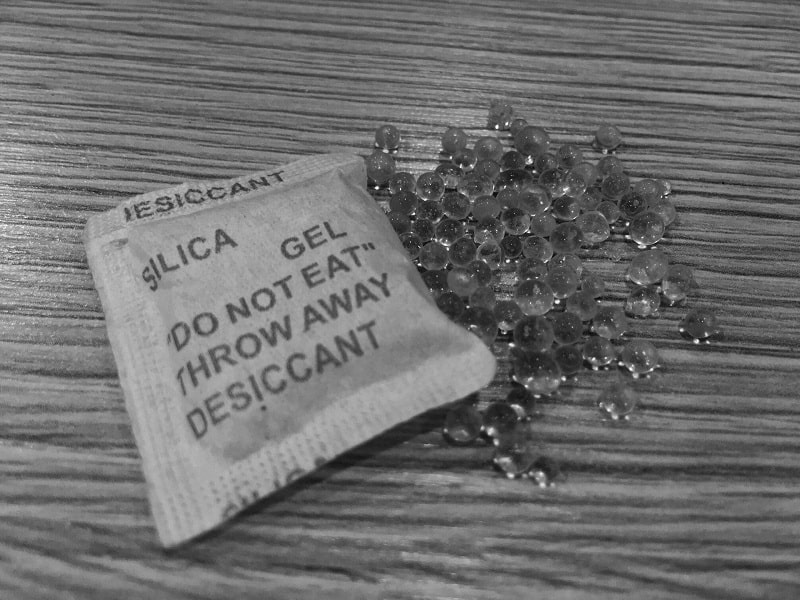 DESICCANT
SILICA GEL
"DO NOT EAT"
THROW AWAY
DESICCANT